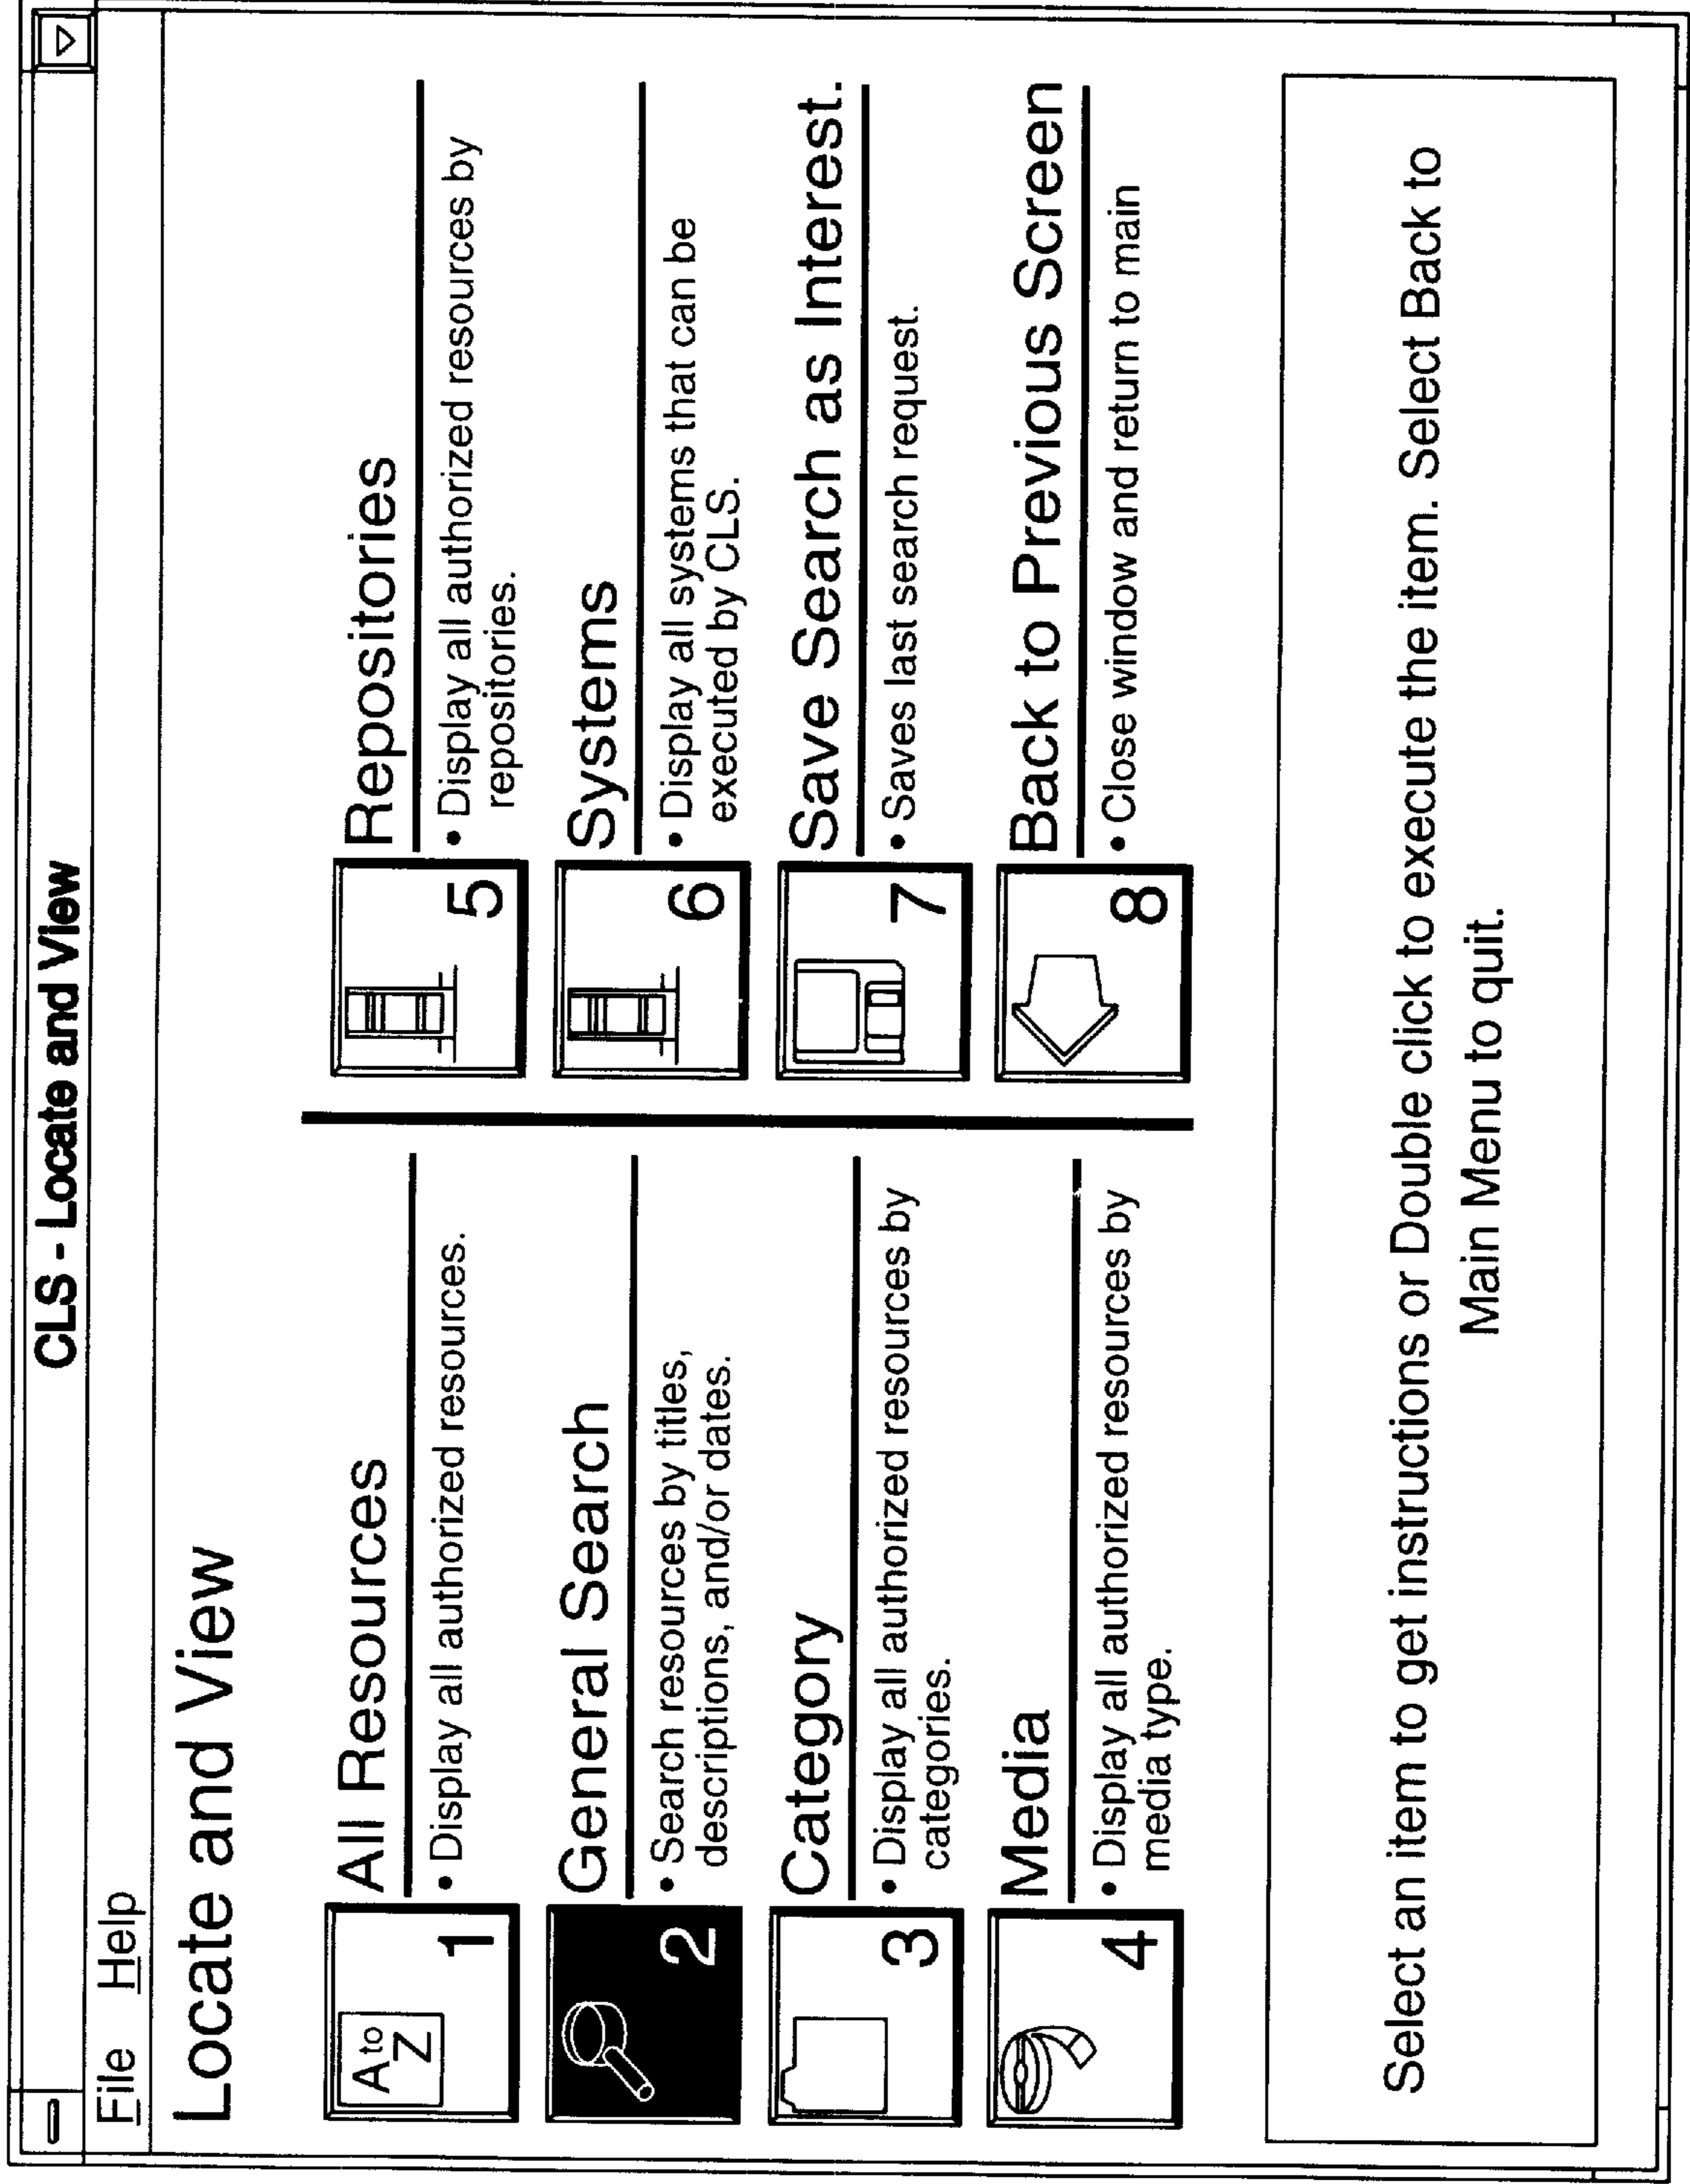 CLS - Locate and View
File Help
Locate and View
A to
Z
1
All Resources
• Display all authorized resources.
2
General Search
• Search resources by titles,
descriptions, and/or dates.
3
Category
• Display all authorized resources by
categories.
4
Media
• Display all authorized resources by
media type.
5
Repositories
• Display all authorized resources by
repositories.
6
Systems
• Display all systems that can be
executed by CLS.
7
Save Search as Interest.
• Saves last search request.
8
Back to Previous Screen
• Close window and return to main
Select an item to get instructions or Double click to execute the item. Select Back to
Main Menu to quit.